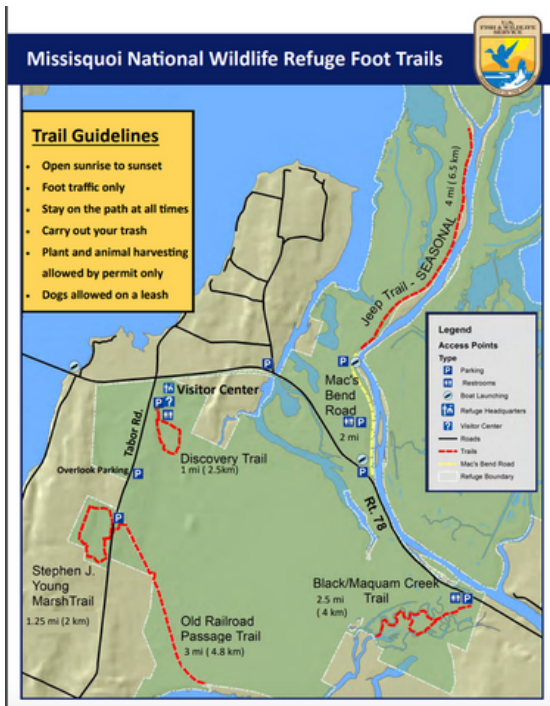 U.S.
FISH & WILDLIFE
SERVICE
Missisquoi National Wildlife Refuge Foot Trails
Trail Guidelines
• Open sunrise to sunset
• Foot traffic only
• Stay on the path at all times
• Carry out your trash
• Plant and animal harvesting
allowed by permit only
• Dogs allowed on a leash
4 mi (6.5 km)
Jeep Trail - SEASONAL
Legend
Access Points
Type
P Parking
Restrooms
Boat Launching
Refuge Headquarters
? Visitor Center
Roads
Trails
Mac's Bend Road
Refuge Boundary
P
P
Mac's
Bend
Road
P
2 mi
P
Visitor Center
P ?
Tabor Rd.
Discovery Trail
1 mi ( 2.5km)
Overlook Parking
P
P
Rt. 78
Stephen J.
Young
MarshTrail
1.25 mi (2 km)
Old Railroad
Passage Trail
3 mi ( 4.8 km)
Black/Maquam Creek
Trail
2.5 mi
( 4 km)
P